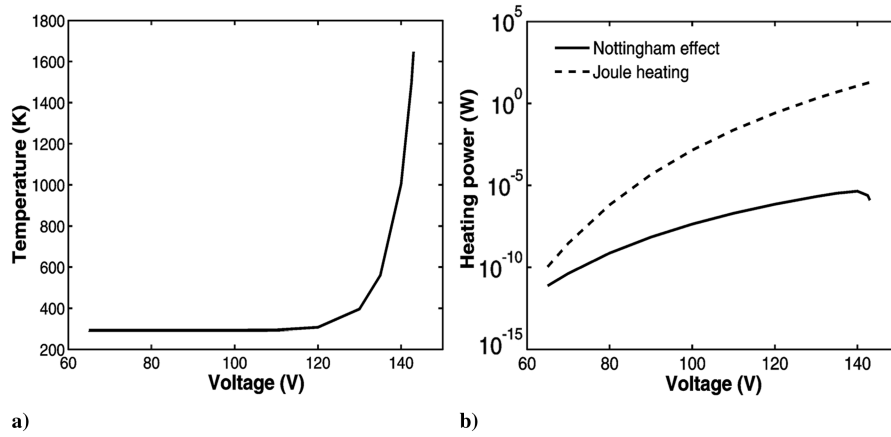 1800
1600
1400
1200
1000
800
600
400
200
60 80 100 120 140
Temperature (K)
Voltage (V)
a)
10^5
10^0
10^-5
10^-10
10^-15
60 80 100 120 140
Heating power (W)
Voltage (V)
Nottingham effect
Joule heating
b)